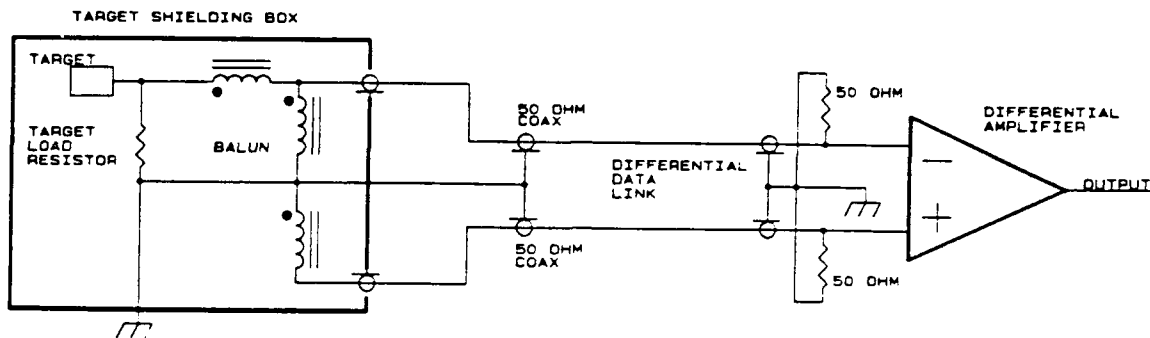 TARGET SHIELDING BOX
TARGET
TARGET
LOAD
RESISTOR
BALUN
50 OHM
COAX
50 OHM
COAX
DIFFERENTIAL
DATA
LINK
50 OHM
50 OHM
DIFFERENTIAL
AMPLIFIER
OUTPUT